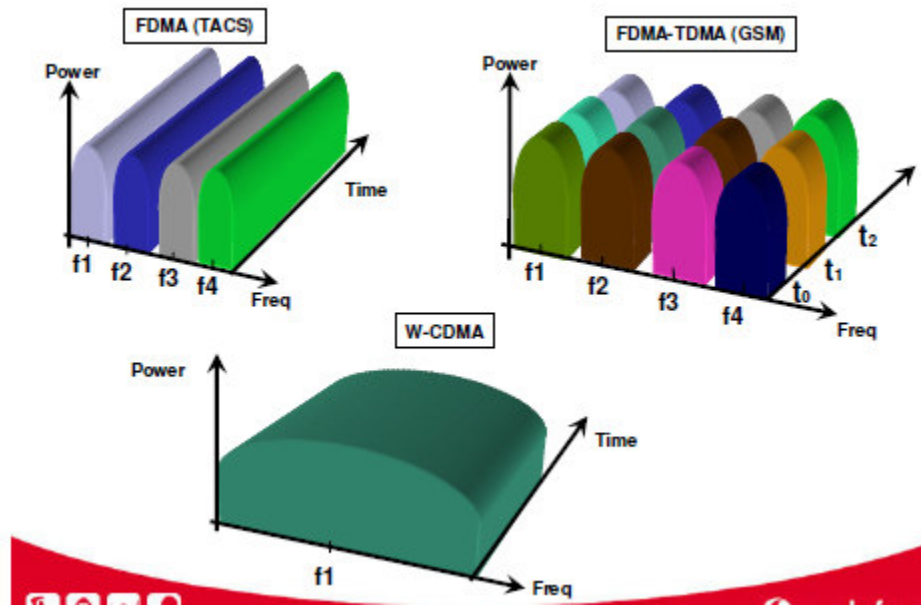 FDMA (TACS)
Power
Time
f1
f2
f3
f4
Freq
FDMA-TDMA (GSM)
Power
f1
f2
f3
f4
t0
t1
t2
Freq
W-CDMA
Power
Time
f1
Freq